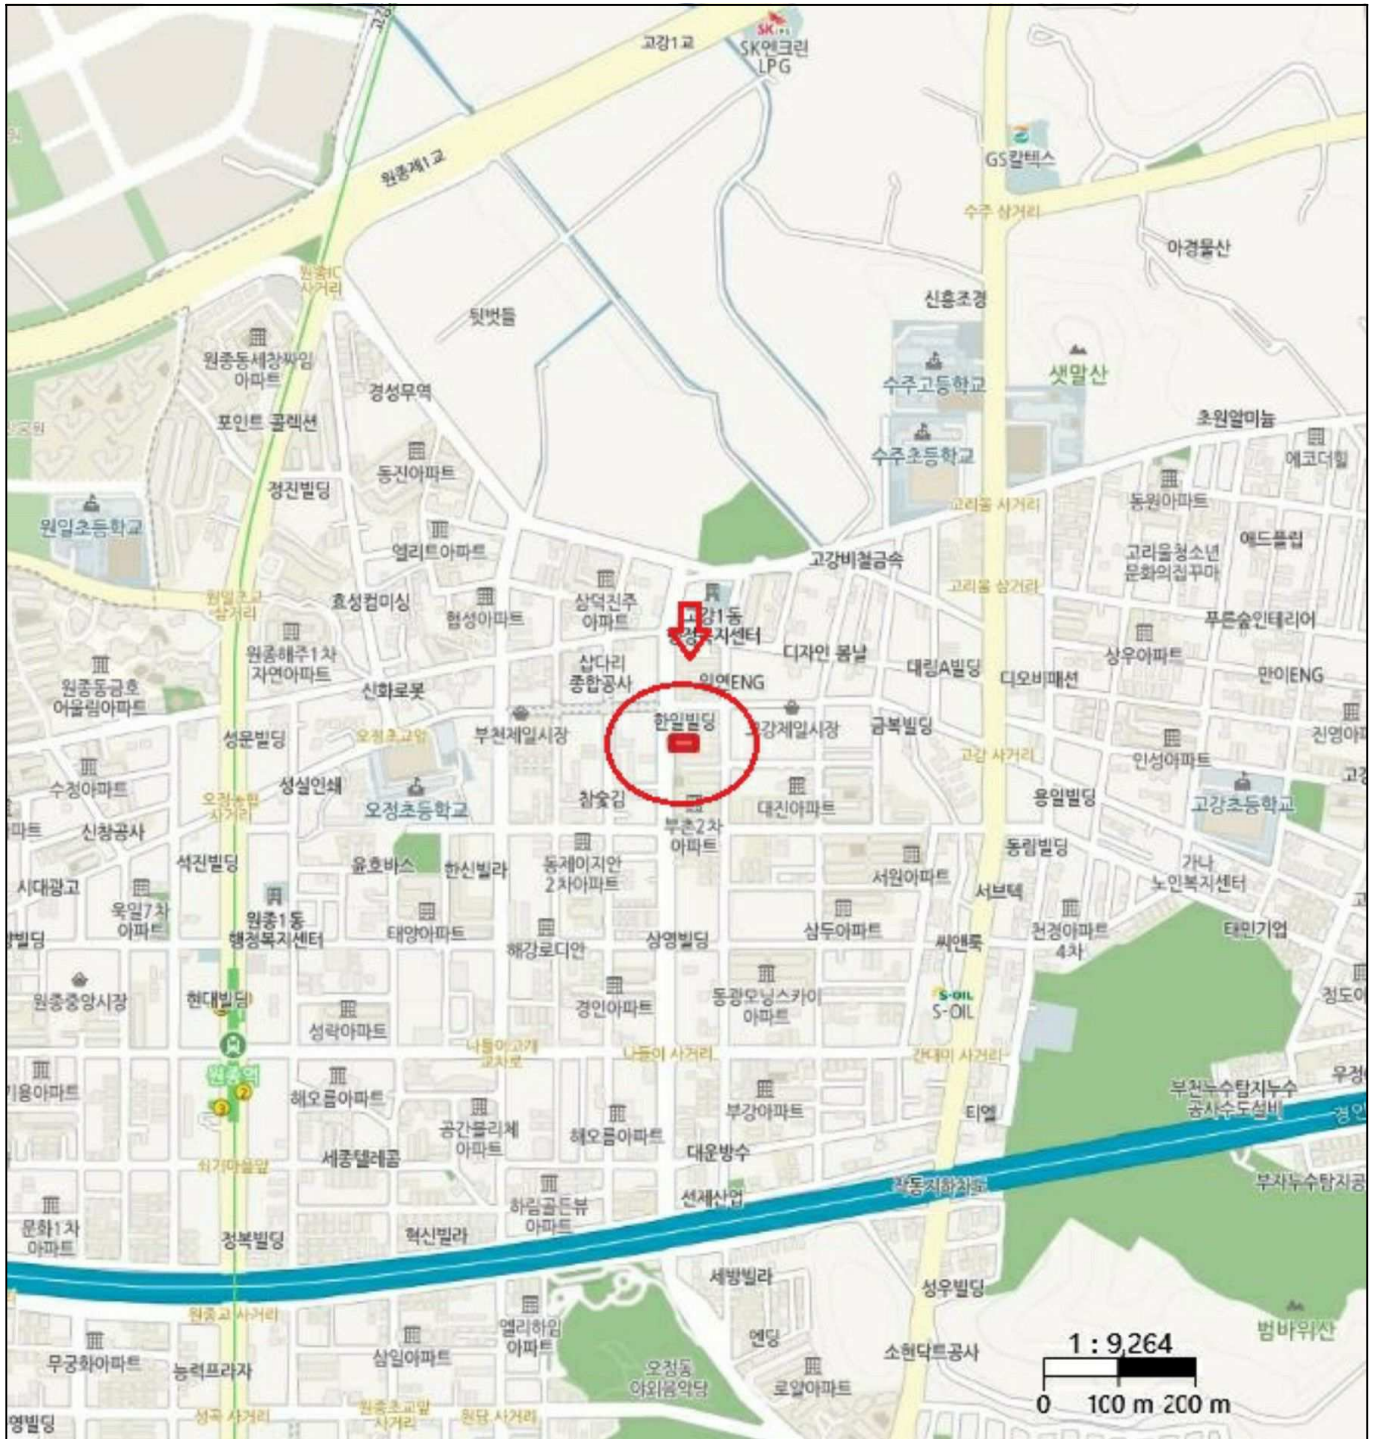 고강1교
SK
SK엔크린
LPG
원종제1교
GS칼텍스
수주 삼거리
아경물산
원종IC
사거리
신흥조경
뒷벗들
원종동세창짜임
아파트
샛말산
수주고등학교
경성무역
포인트 콜렉션
초원알미늄
수주초등학교
에코더힐
동진아파트
정진빌딩
고리울 사거리
동원아파트
원일초등학교
엘리트아파트
애드플립
고강비철금속
고리울청소년
문화의집꾸마
고리울 삼거리
원일초교
삼거리
효성컴미싱
협성아파트
삼덕진주
아파트
고강1동
푸른숲인테리어
원종해주1차
자연아파트
디자인 봄날
상우아파트
삽다리
종합공사
대림A빌딩
디오비패션
만이ENG
원종동금호
어울림아파트
신화로봇
한일빌딩
고강제일시장
금복빌딩
부천제일시장
성문빌딩
오정초교앞
고강 사거리
인성아파트
수정아파트
성실인쇄
오정초등학교
참숯길
대진아파트
용일빌딩
고강초등학교
오정농협
사거리
신창공사
부촌2차
아파트
석진빌딩
윤호바스
한신빌라
동제이지안
2차아파트
동림빌딩
가나
노인복지센터
시대광고
서원아파트
서브텍
욱일7차
아파트
원종1동
행정복지센터
태양아파트
해강로디안
상영빌딩
삼두아파트
씨앤룩
천경아파트
4차
태민기업
원종중앙시장
현대빌딩
성락아파트
경인아파트
동광모닝스카이
아파트
S-OIL
S-OIL
나들이고개
교차로
나들이 사거리
간데미 사거리
원종역
2
3
해오름아파트
공간블리체
아파트
해오름아파트
부강아파트
티엘
부천누수탐지누수
공사수도설비
쇠기마을앞
세종텔레콤
대운방수
작동지하차도
하림골든뷰
아파트
선제산업
문화1차
아파트
정복빌딩
혁신빌라
세방빌라
성우빌딩
원종교 사거리
무궁화아파트
능력프라자
삼일아파트
엘리하임
아파트
엔딩
소현닥트공사
범바위산
오정동
야외음악당
로얄아파트
성곡 사거리
원종초교앞
사거리
원당 사거리
1 : 9,264
0 100 m 200 m